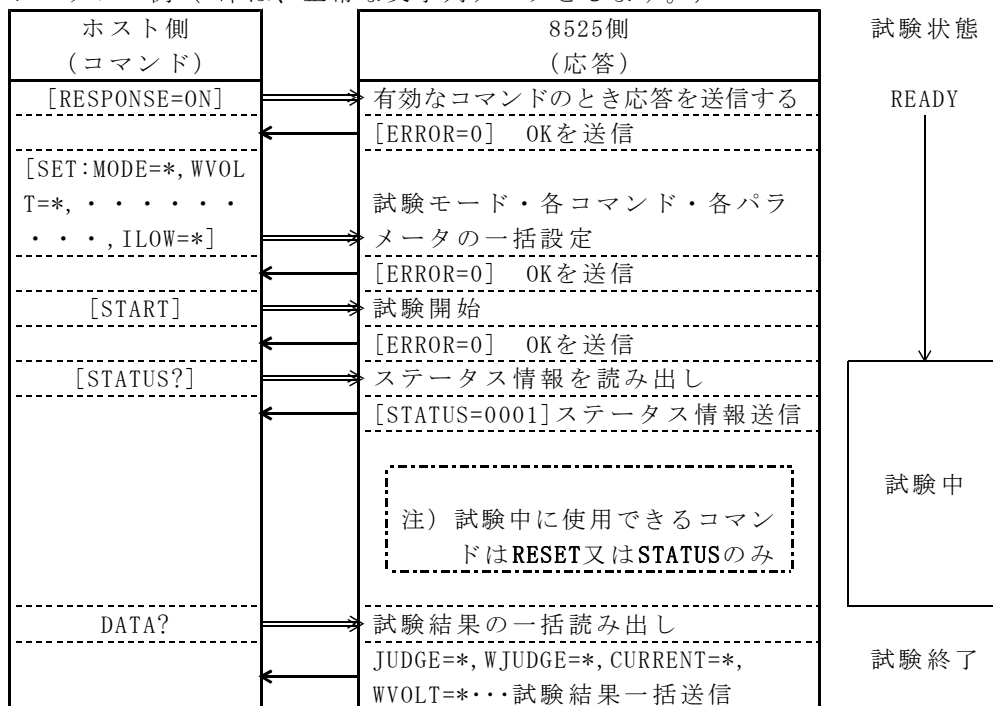 ホスト側
(コマンド)
8525側
(応答)
試験状態
[RESPONSE=ON]
有効なコマンドのとき応答を送信する
READY
[ERROR=0] OKを送信
[SET:MODE=*,WVOL
T=*,・・・・・・
・・・,ILOW=*]
試験モード・各コマンド・各パラ
メータの一括設定
[ERROR=0] OKを送信
[START]
試験開始
[ERROR=0] OKを送信
[STATUS?]
ステータス情報を読み出し
[STATUS=0001]ステータス情報送信
試験中
注) 試験中に使用できるコマン
ドはRESET又はSTATUSのみ
DATA?
試験結果の一括読み出し
JUDGE=*,WJUDGE=*,CURRENT=*,
WVOLT=*・・・試験結果一括送信
試験終了